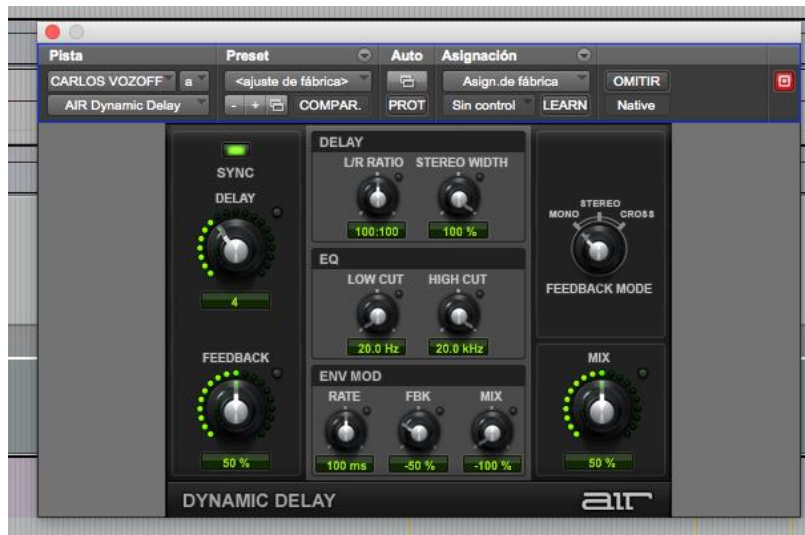 Pista Preset Auto Asignación
CARLOS VOZOFF a <ajuste de fábrica> Asign.de fábrica OMITIR
AIR Dynamic Delay - + COMPAR. PROT Sin control LEARN Native
SYNC
DELAY
4
FEEDBACK
50 %
DELAY
L/R RATIO STEREO WIDTH
100:100 100 %
EQ
LOW CUT HIGH CUT
20.0 Hz 20.0 kHz
ENV MOD
RATE FBK MIX
100 ms -50 % -100 %
STEREO
MONO CROSS
FEEDBACK MODE
MIX
50 %
DYNAMIC DELAY AIR